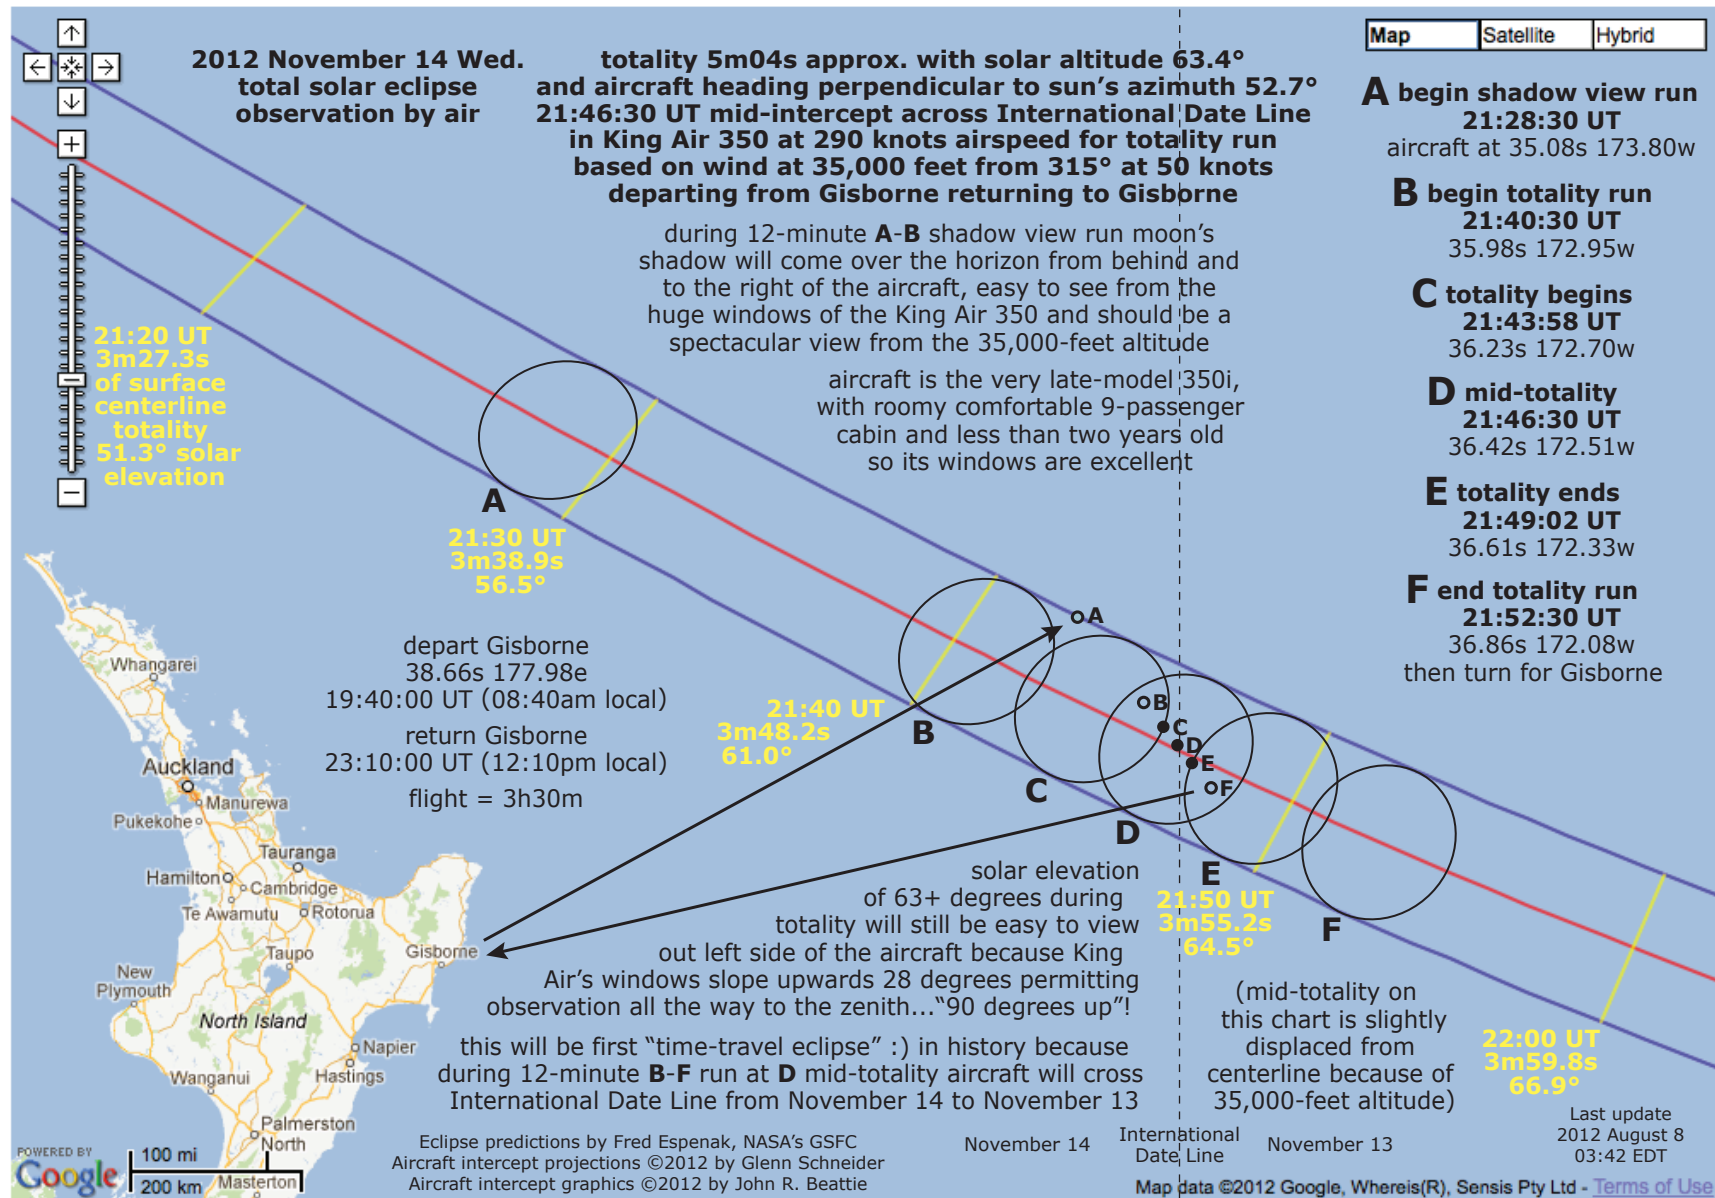 2012 November 14 Wed.
total solar eclipse
observation by air
totality 5m04s approx. with solar altitude 63.4°
and aircraft heading perpendicular to sun's azimuth 52.7°
21:46:30 UT mid-intercept across International Date Line
in King Air 350 at 290 knots airspeed for totality run
based on wind at 35,000 feet from 315° at 50 knots
departing from Gisborne returning to Gisborne
during 12-minute A-B shadow view run moon's
shadow will come over the horizon from behind and
to the right of the aircraft, easy to see from the
huge windows of the King Air 350 and should be a
spectacular view from the 35,000-feet altitude
aircraft is the very late-model 350i,
with roomy comfortable 9-passenger
cabin and less than two years old
so its windows are excellent
Map
Satellite
Hybrid
A begin shadow view run
21:28:30 UT
aircraft at 35.08s 173.80w
B begin totality run
21:40:30 UT
35.98s 172.95w
C totality begins
21:43:58 UT
36.23s 172.70w
D mid-totality
21:46:30 UT
36.42s 172.51w
E totality ends
21:49:02 UT
36.61s 172.33w
F end totality run
21:52:30 UT
36.86s 172.08w
then turn for Gisborne
21:20 UT
3m27.3s
of surface
centerline
totality
51.3° solar
elevation
A
21:30 UT
3m38.9s
56.5°
21:40 UT
3m48.2s
61.0°
B
C
D
E
F
A
B
C
D
E
F
21:50 UT
3m55.2s
64.5°
22:00 UT
3m59.8s
66.9°
depart Gisborne
38.66s 177.98e
19:40:00 UT (08:40am local)
return Gisborne
23:10:00 UT (12:10pm local)
flight = 3h30m
solar elevation
of 63+ degrees during
totality will still be easy to view
out left side of the aircraft because King
Air's windows slope upwards 28 degrees permitting
observation all the way to the zenith..."90 degrees up"!
this will be first "time-travel eclipse" :) in history because
during 12-minute B-F run at D mid-totality aircraft will cross
International Date Line from November 14 to November 13
(mid-totality on
this chart is slightly
displaced from
centerline because of
35,000-feet altitude)
Whangarei
Auckland
Manurewa
Pukekohe
Tauranga
Hamilton
Cambridge
Te Awamutu
Rotorua
Taupo
Gisborne
New
Plymouth
North Island
Napier
Hastings
Wanganui
Palmerston
North
Masterton
POWERED BY
Google
100 mi
200 km
Eclipse predictions by Fred Espenak, NASA's GSFC
Aircraft intercept projections ©2012 by Glenn Schneider
Aircraft intercept graphics ©2012 by John R. Beattie
November 14
International
Date Line
November 13
Last update
2012 August 8
03:42 EDT
Map data ©2012 Google, Whereis(R), Sensis Pty Ltd - Terms of Use